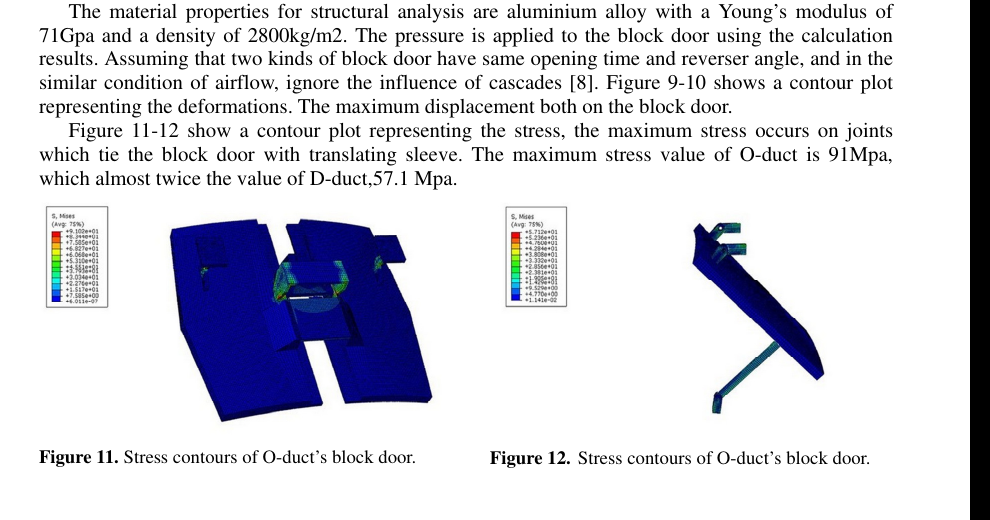 The material properties for structural analysis are aluminium alloy with a Young's modulus of
71Gpa and a density of 2800kg/m2. The pressure is applied to the block door using the calculation
results. Assuming that two kinds of block door have same opening time and reverser angle, and in the
similar condition of airflow, ignore the influence of cascades [8]. Figure 9-10 shows a contour plot
representing the deformations. The maximum displacement both on the block door.
Figure 11-12 show a contour plot representing the stress, the maximum stress occurs on joints
which tie the block door with translating sleeve. The maximum stress value of O-duct is 91Mpa,
which almost twice the value of D-duct,57.1 Mpa.
S, Mises
(Avg: 75%)
+9.102e+01
+8.344e+01
+7.585e+01
+6.827e+01
+6.068e+01
+5.310e+01
+4.551e+01
+3.793e+01
+3.034e+01
+2.276e+01
+1.517e+01
+7.585e+00
+4.011e-07
S, Mises
(Avg: 75%)
+5.712e+01
+5.236e+01
+4.760e+01
+4.284e+01
+3.808e+01
+3.332e+01
+2.856e+01
+2.381e+01
+1.905e+01
+1.429e+01
+9.529e+00
+4.770e+00
+1.141e-02
Figure 11. Stress contours of O-duct's block door.
Figure 12. Stress contours of O-duct's block door.